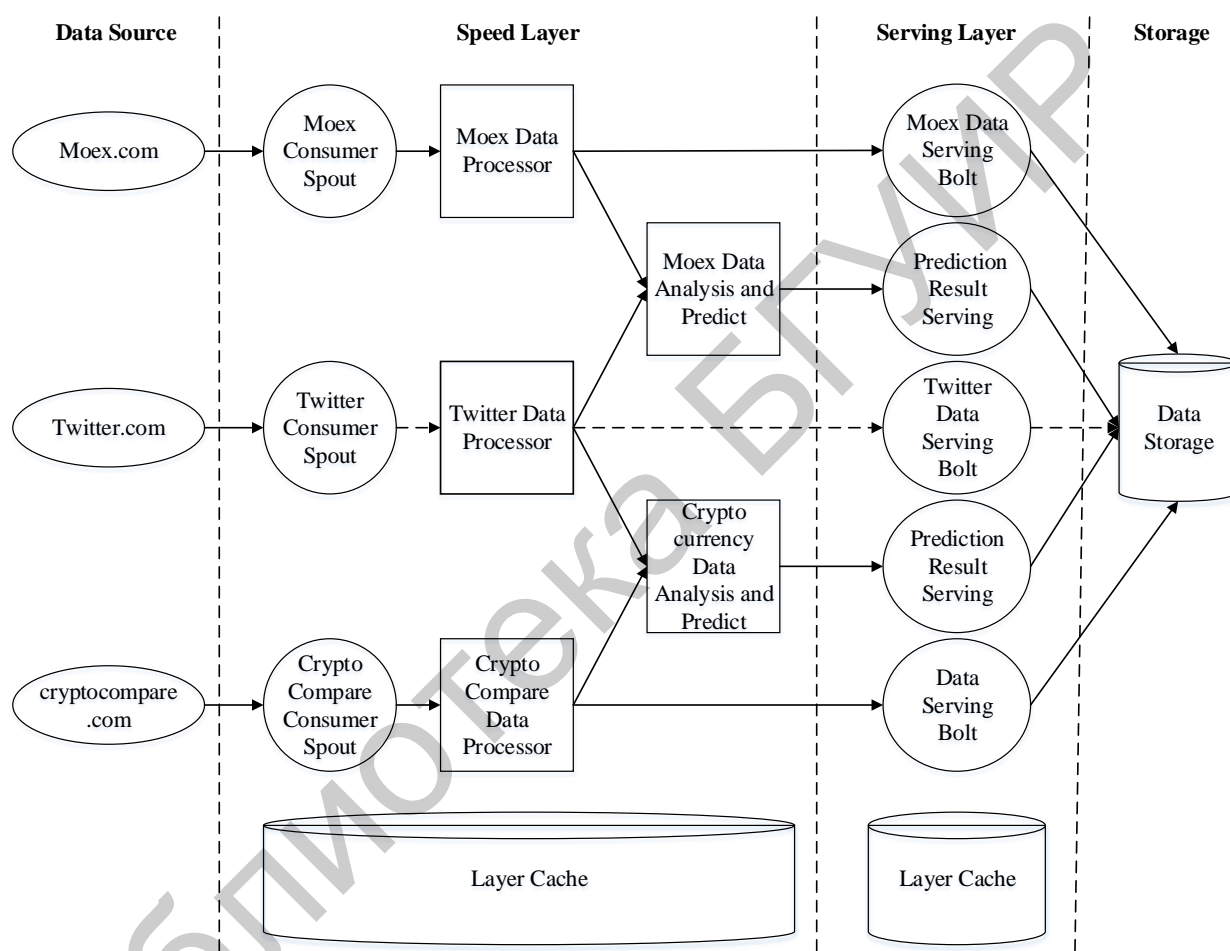 Data Source
Speed Layer
Serving Layer
Storage
Moex.com
Moex
Consumer
Spout
Moex Data
Processor
Moex Data
Serving
Bolt
Moex Data
Analysis and
Predict
Prediction
Result
Serving
Twitter.com
Twitter
Consumer
Spout
Twitter Data
Processor
Twitter
Data
Serving
Bolt
Data
Storage
Crypto
currency
Data
Analysis and
Predict
Prediction
Result
Serving
cryptocompare
.com
Crypto
Compare
Consumer
Spout
Crypto
Compare
Data
Processor
Data
Serving
Bolt
Layer Cache
Layer Cache
блиотека БГУИР